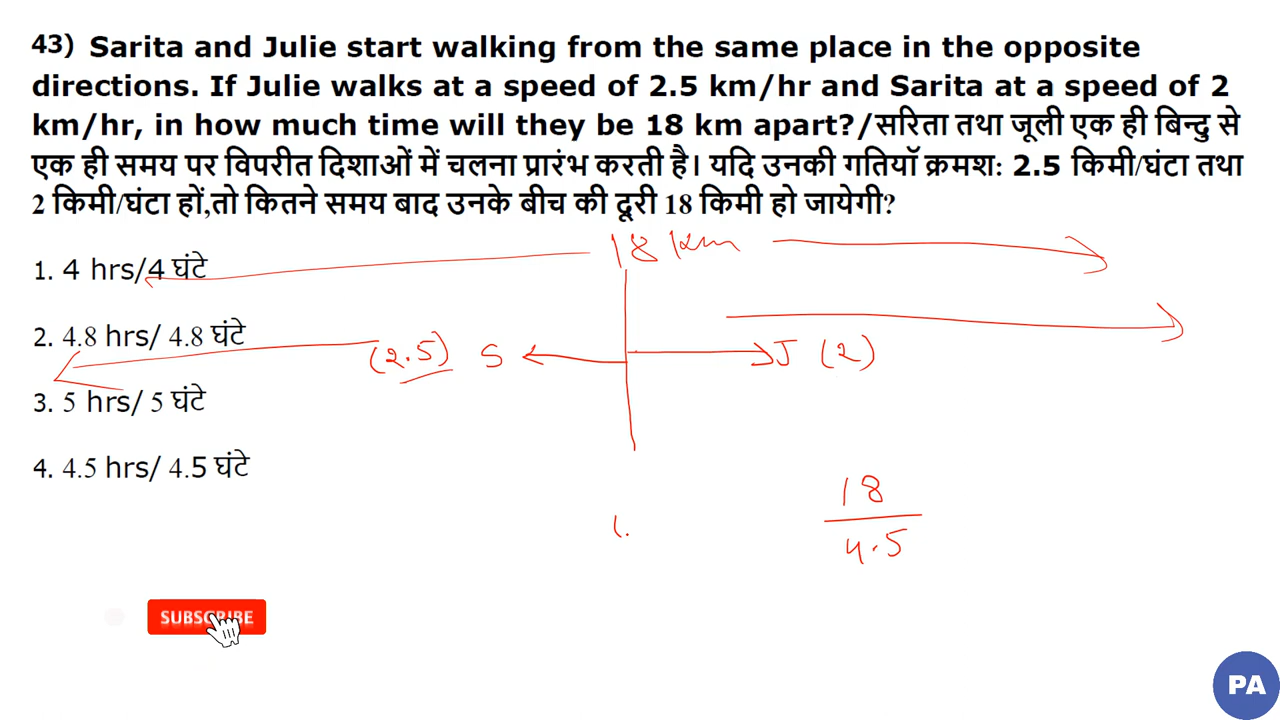 43) Sarita and Julie start walking from the same place in the opposite
directions. If Julie walks at a speed of 2.5 km/hr and Sarita at a speed of 2
km/hr, in how much time will they be 18 km apart?/सरिता तथा जूली एक ही बिन्दु से
एक ही समय पर विपरीत दिशाओं में चलना प्रारंभ करती है। यदि उनकी गतियॉ क्रमश: 2.5 किमी/घंटा तथा
2 किमी/घंटा हों,तो कितने समय बाद उनके बीच की दूरी 18 किमी हो जायेगी?
18 km
1. 4 hrs/4 घंटे
2. 4.8 hrs/ 4.8 घंटे
(2.5) S J (2)
3. 5 hrs/ 5 घंटे
4. 4.5 hrs/ 4.5 घंटे
18
4.5
SUBSCRIBE
PA